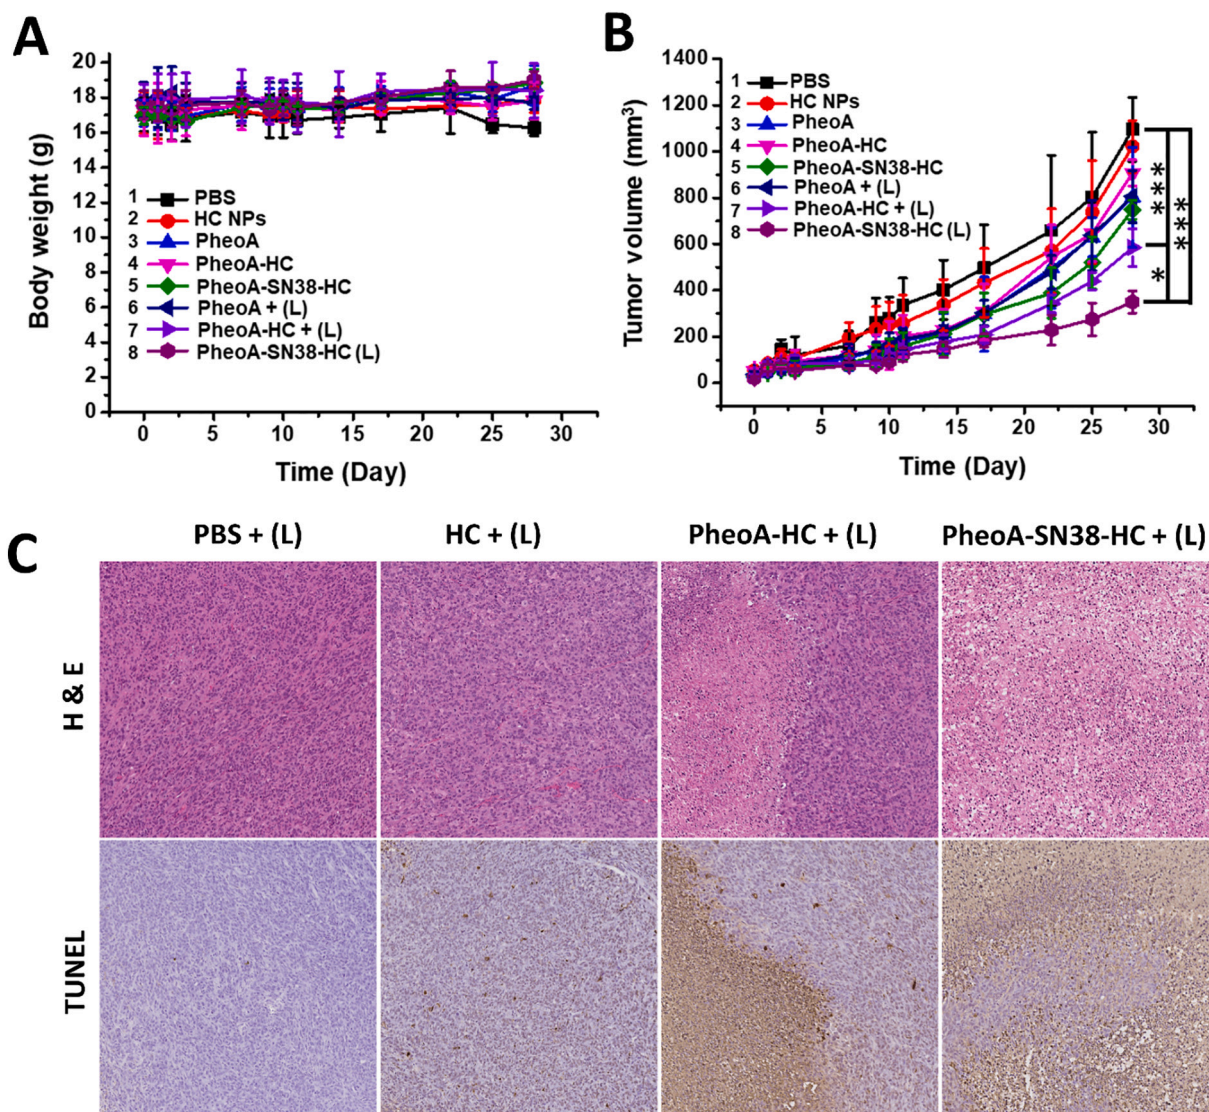 A
20
18
16
14
12
10
8
6
4
2
0
Body weight (g)
1 PBS
2 HC NPs
3 PheoA
4 PheoA-HC
5 PheoA-SN38-HC
6 PheoA + (L)
7 PheoA-HC + (L)
8 PheoA-SN38-HC (L)
0 5 10 15 20 25 30
Time (Day)
B
1400
1200
1000
800
600
400
200
0
Tumor volume (mm³)
1 PBS
2 HC NPs
3 PheoA
4 PheoA-HC
5 PheoA-SN38-HC
6 PheoA + (L)
7 PheoA-HC + (L)
8 PheoA-SN38-HC (L)
***
***
*
0 5 10 15 20 25 30
Time (Day)
C
PBS + (L) HC + (L) PheoA-HC + (L) PheoA-SN38-HC + (L)
H & E
TUNEL